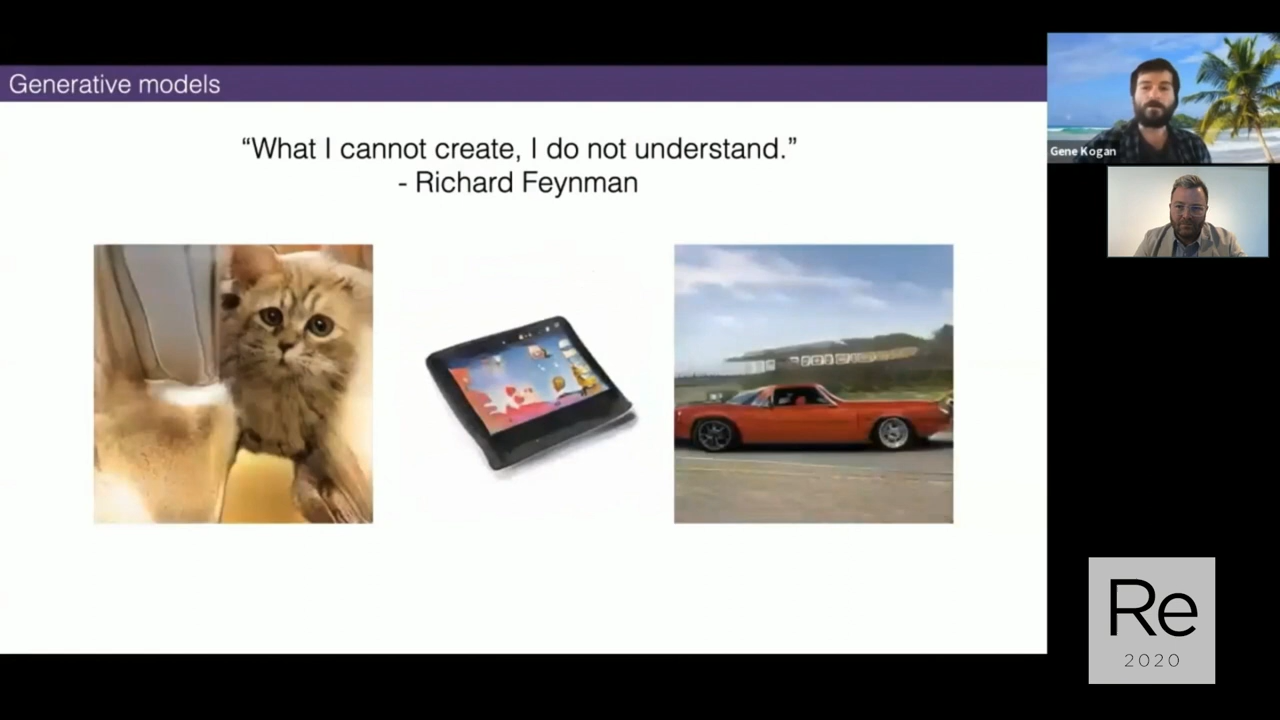 Generative models
“What I cannot create, I do not understand.”
- Richard Feynman
Gene Kogan
Re
2020